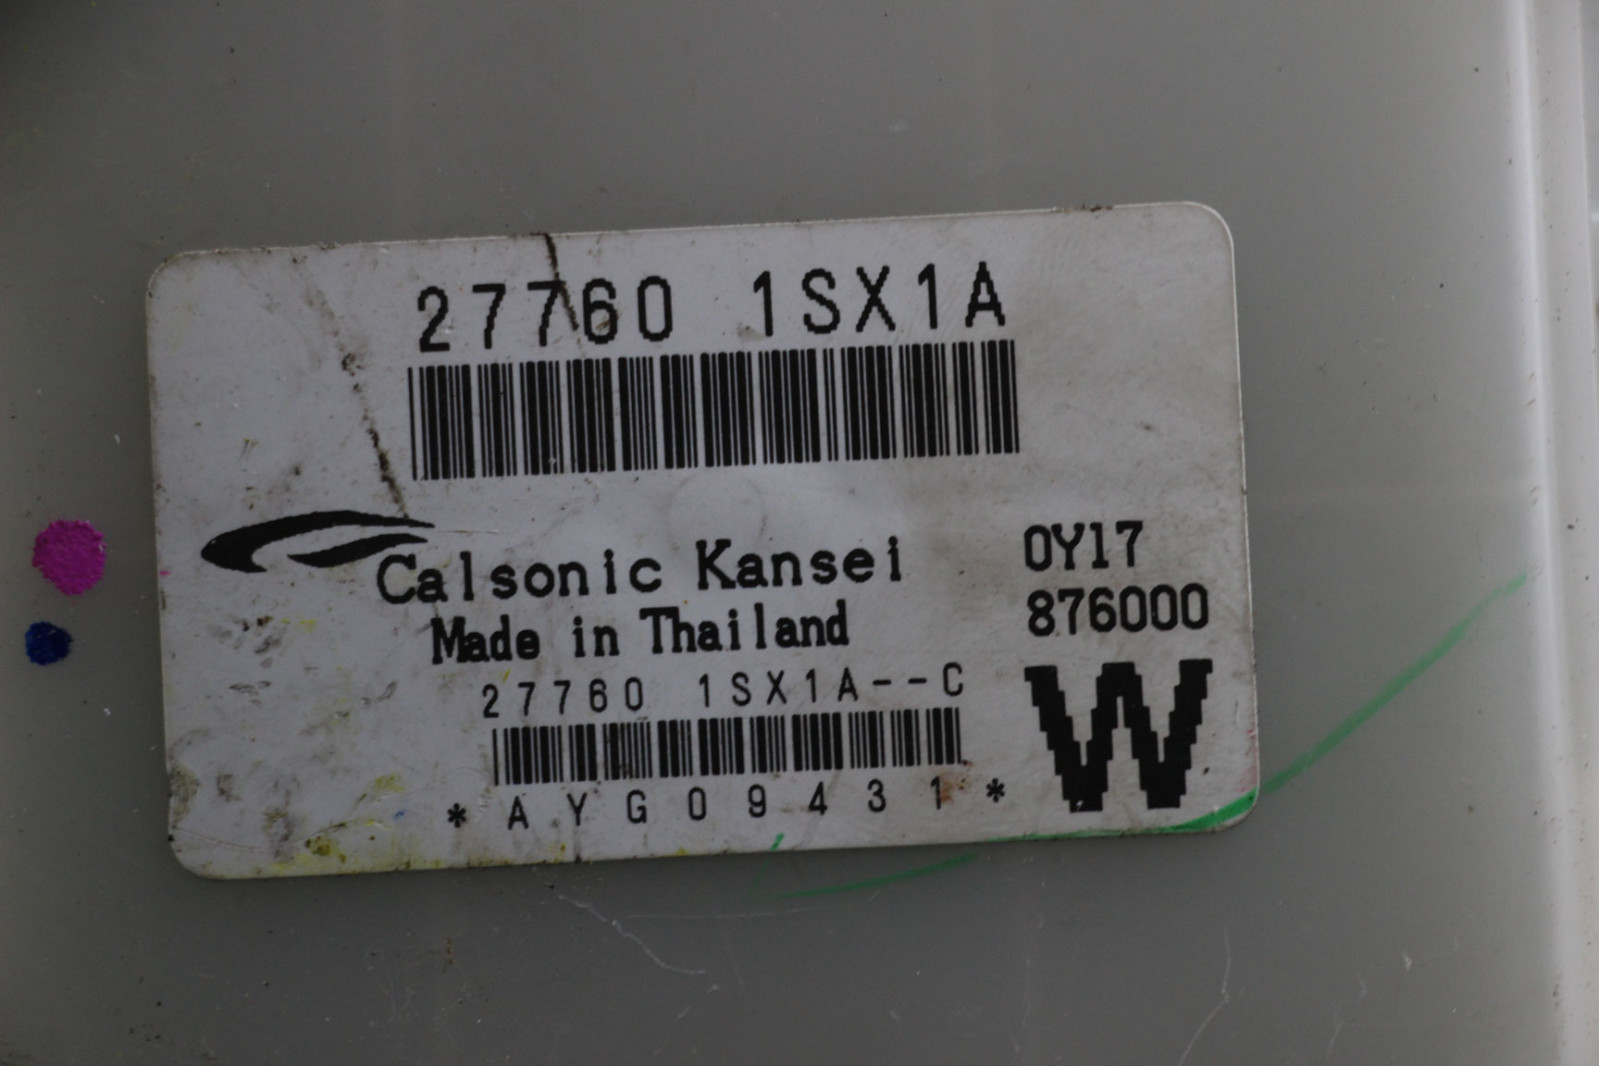 27760 1SX1A
Calsonic Kansei
Made in Thailand
0Y17
876000
27760 1SX1A--C
W
*AYG09431*